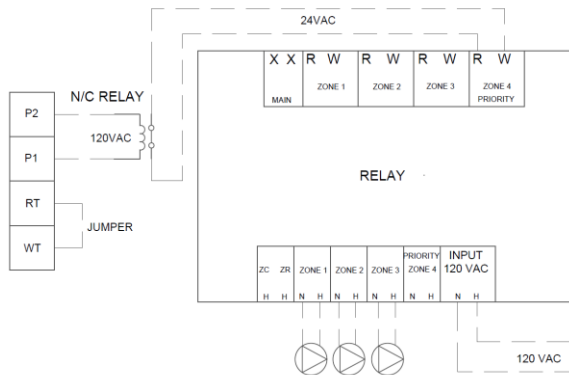 24VAC
X X R W R W R W R W
ZONE 1 ZONE 2 ZONE 3 ZONE 4
MAIN PRIORITY
N/C RELAY
P2
120VAC
P1
RT
JUMPER
WT
RELAY
PRIORITY INPUT
ZC ZR ZONE 1 ZONE 2 ZONE 3 ZONE 4 120 VAC
H H N H N H N H N H N H
120 VAC